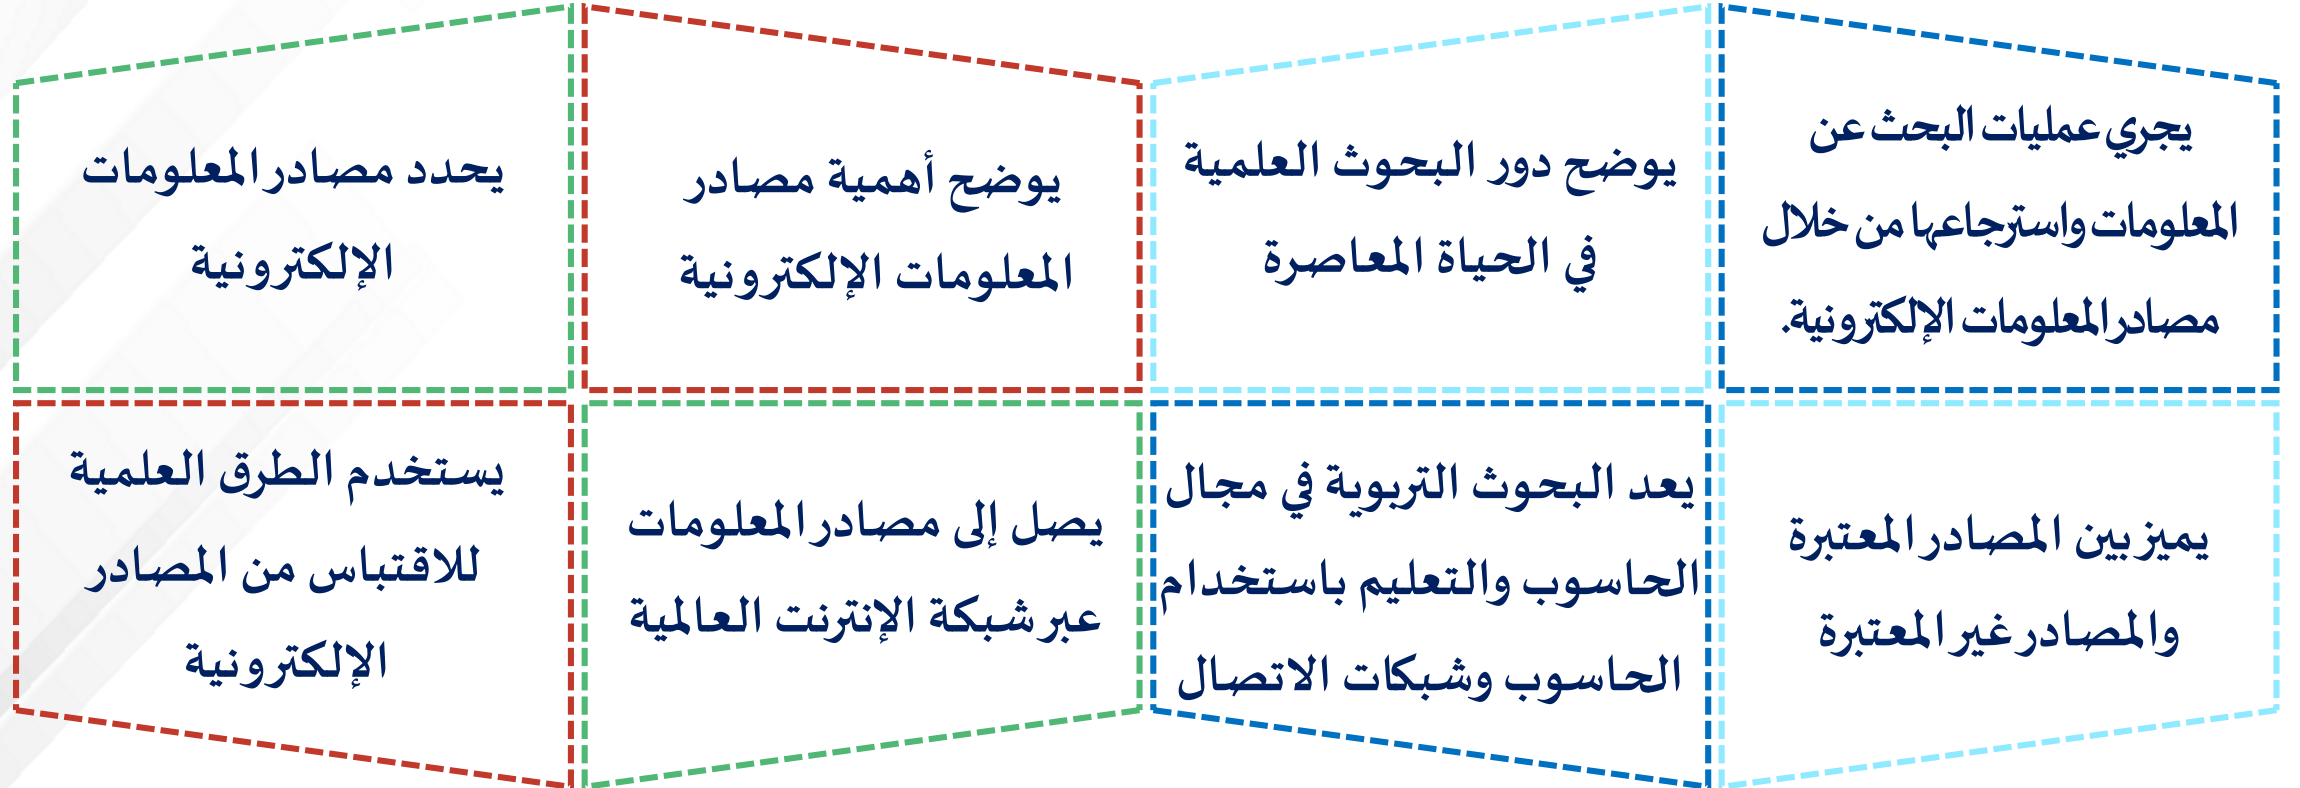 يجري عمليات البحث عن
المعلومات واسترجاعها من خلال
مصادر المعلومات الإلكترونية.
يوضح دور البحوث العلمية
في الحياة المعاصرة
يوضح أهمية مصادر
المعلومات الإلكترونية
يحدد مصادر المعلومات
الإلكترونية
يميز بين المصادر المعتبرة
والمصادر غير المعتبرة
يعد البحوث التربوية في مجال
الحاسوب والتعليم باستخدام
الحاسوب وشبكات الاتصال
يصل إلى مصادر المعلومات
عبر شبكة الإنترنت العالمية
يستخدم الطرق العلمية
للاقتباس من المصادر
الإلكترونية